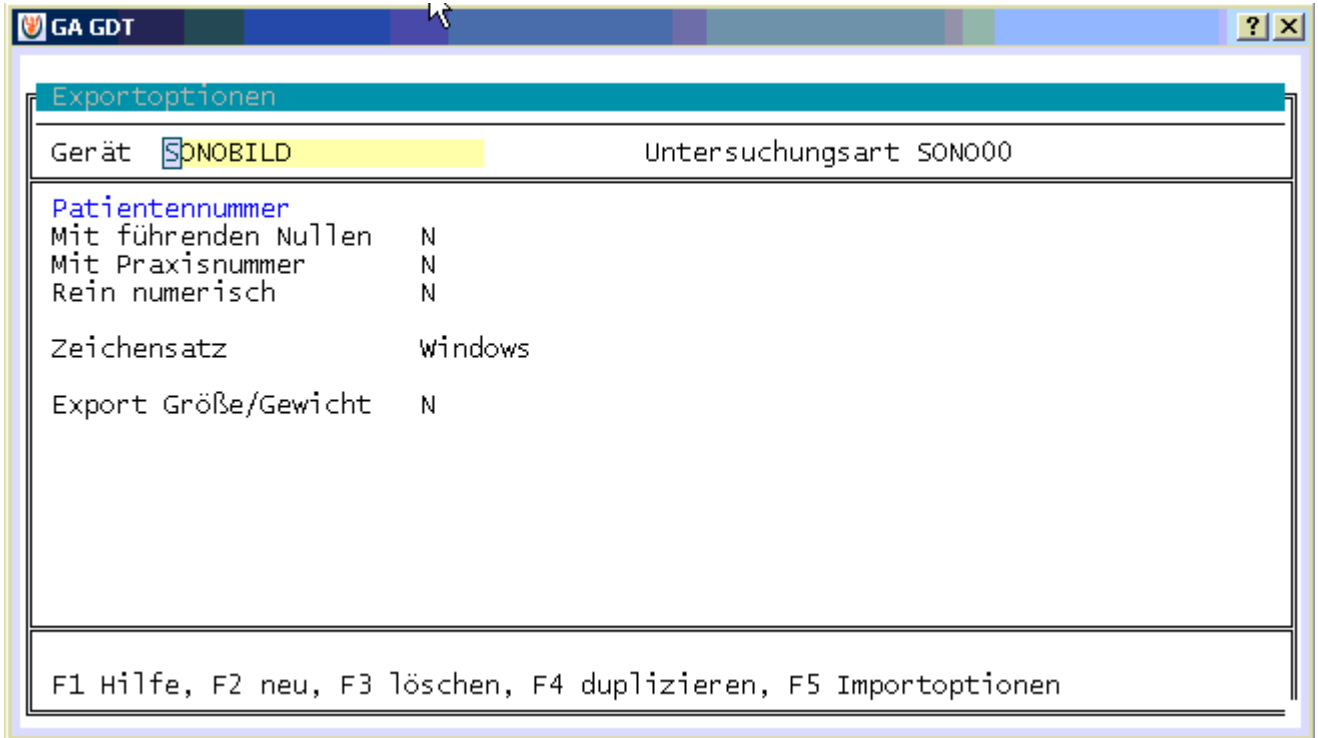 GA GDT
Exportoptionen
Gerät SONOBILD Untersuchungsart SONO00
Patientennummer
Mit führenden Nullen N
Mit Praxisnummer N
Rein numerisch N
Zeichensatz Windows
Export Größe/Gewicht N
F1 Hilfe, F2 neu, F3 löschen, F4 duplizieren, F5 Importoptionen